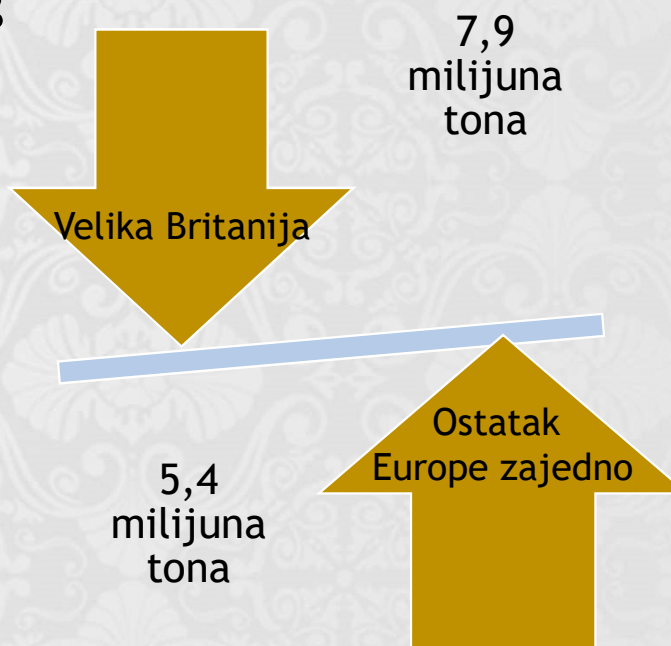 7,9
milijuna
tona
Velika Britanija
Ostatak
Europe zajedno
5,4
milijuna
tona